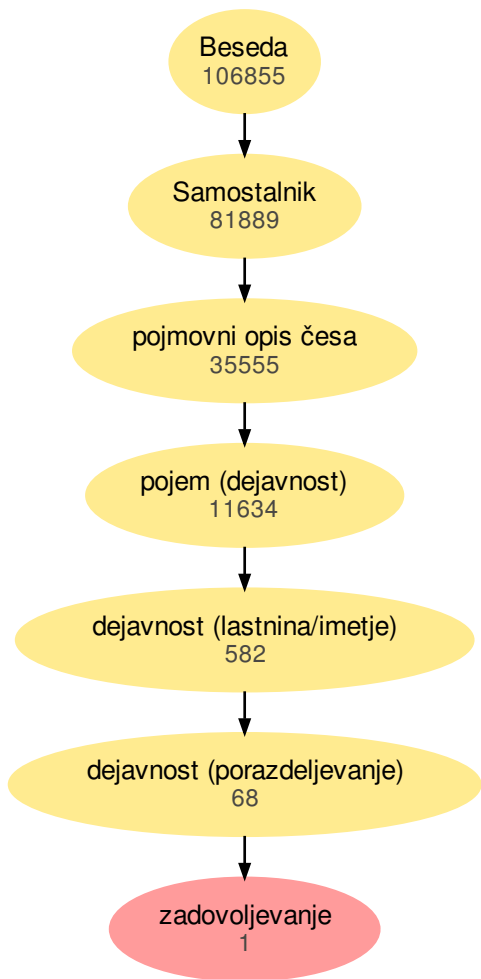 Beseda
106855
Samostalnik
81889
pojmovni opis česa
35555
pojem (dejavnost)
11634
dejavnost (lastnina/imetje)
582
dejavnost (porazdeljevanje)
68
zadovoljevanje
1